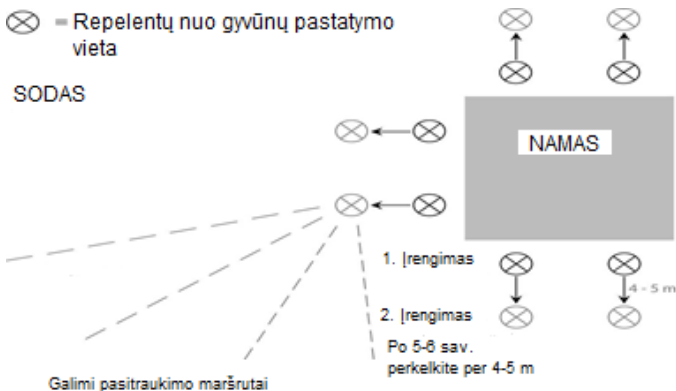 = Repelentų nuo gyvūnų pastatymo
vieta
SODAS
NAMAS
1. Įrengimas
4 - 5 m
2. Įrengimas
Po 5-6 sav.
perkelkite per 4-5 m
Galimi pasitraukimo maršrutai